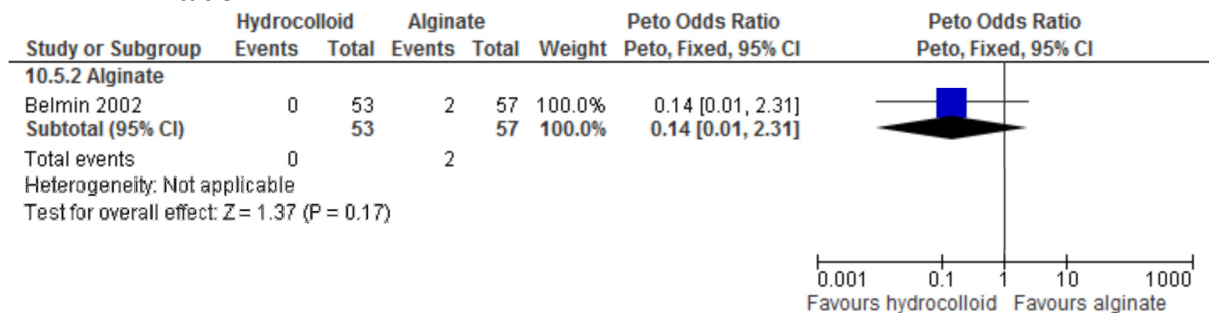 Hydrocolloid Alginate Peto Odds Ratio Peto Odds Ratio
Study or Subgroup Events Total Events Total Weight Peto, Fixed, 95% CI Peto, Fixed, 95% CI
10.5.2 Alginate
Belmin 2002 0 53 2 57 100.0% 0.14 [0.01, 2.31]
Subtotal (95% CI) 53 57 100.0% 0.14 [0.01, 2.31]
Total events 0 2
Heterogeneity: Not applicable
Test for overall effect: Z = 1.37 (P = 0.17)
0.001 0.1 1 10 1000
Favours hydrocolloid Favours alginate